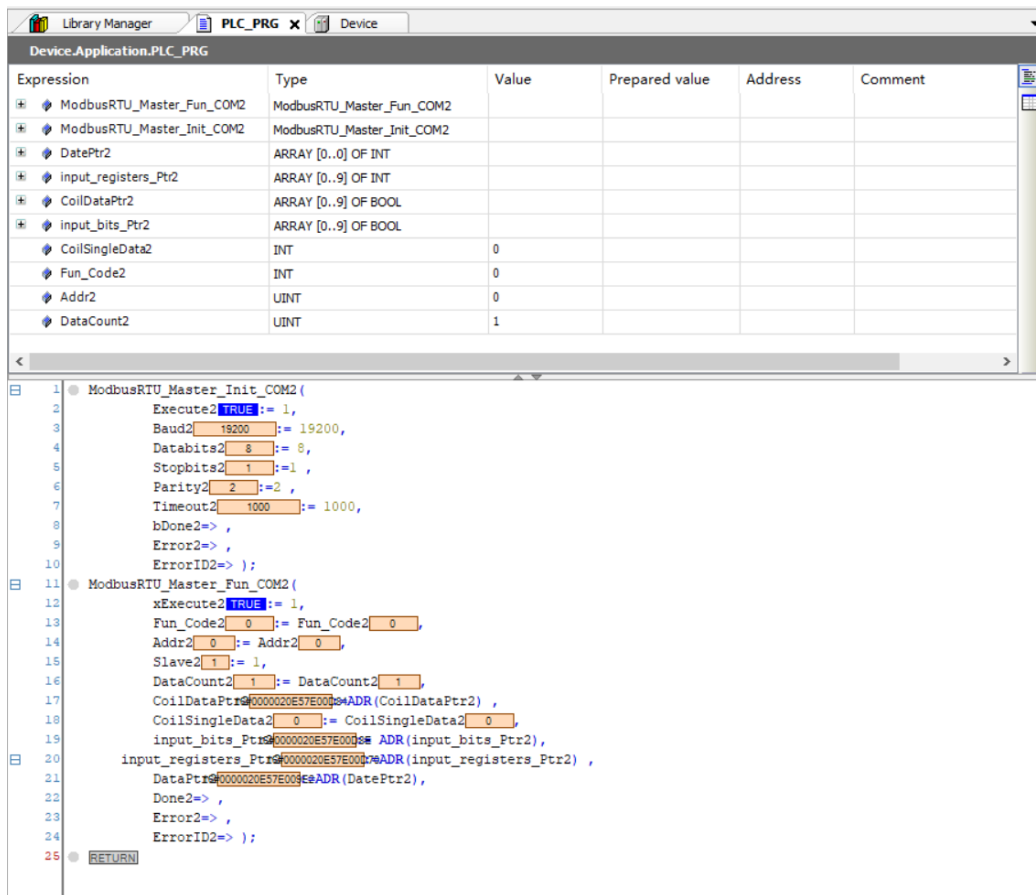 Library Manager PLC_PRG Device
Device.Application.PLC_PRG
Expression Type Value Prepared value Address Comment
ModbusRTU_Master_Fun_COM2 ModbusRTU_Master_Fun_COM2
ModbusRTU_Master_Init_COM2 ModbusRTU_Master_Init_COM2
DatePtr2 ARRAY [0..0] OF INT
input_registers_Ptr2 ARRAY [0..9] OF INT
CoilDataPtr2 ARRAY [0..9] OF BOOL
input_bits_Ptr2 ARRAY [0..9] OF BOOL
CoilSingleData2 INT 0
Fun_Code2 INT 0
Addr2 UINT 0
DataCount2 UINT 1
1 ModbusRTU_Master_Init_COM2(
2 Execute2 TRUE := 1,
3 Baud2 19200 := 19200,
4 Databits2 8 := 8,
5 Stopbits2 1 :=1 ,
6 Parity2 2 :=2 ,
7 Timeout2 1000 := 1000,
8 bDone2=> ,
9 Error2=> ,
10 ErrorID2=> );
11 ModbusRTU_Master_Fun_COM2(
12 xExecute2 TRUE := 1,
13 Fun_Code2 0 := Fun_Code2 0 ,
14 Addr2 0 := Addr2 0 ,
15 Slave2 1 := 1,
16 DataCount2 1 := DataCount2 1 ,
17 CoilDataPtr ADR(CoilDataPtr2) ,
18 CoilSingleData2 0 := CoilSingleData2 0 ,
19 input_bits_Ptr ADR(input_bits_Ptr2),
20 input_registers_Ptr ADR(input_registers_Ptr2) ,
21 DataPtr ADR(DatePtr2),
22 Done2=> ,
23 Error2=> ,
24 ErrorID2=> );
25 RETURN